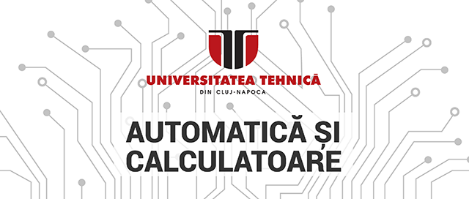 UNIVERSITATEA TEHNICĂ
DIN CLUJ-NAPOCA
AUTOMATICĂ ȘI
CALCULATOARE